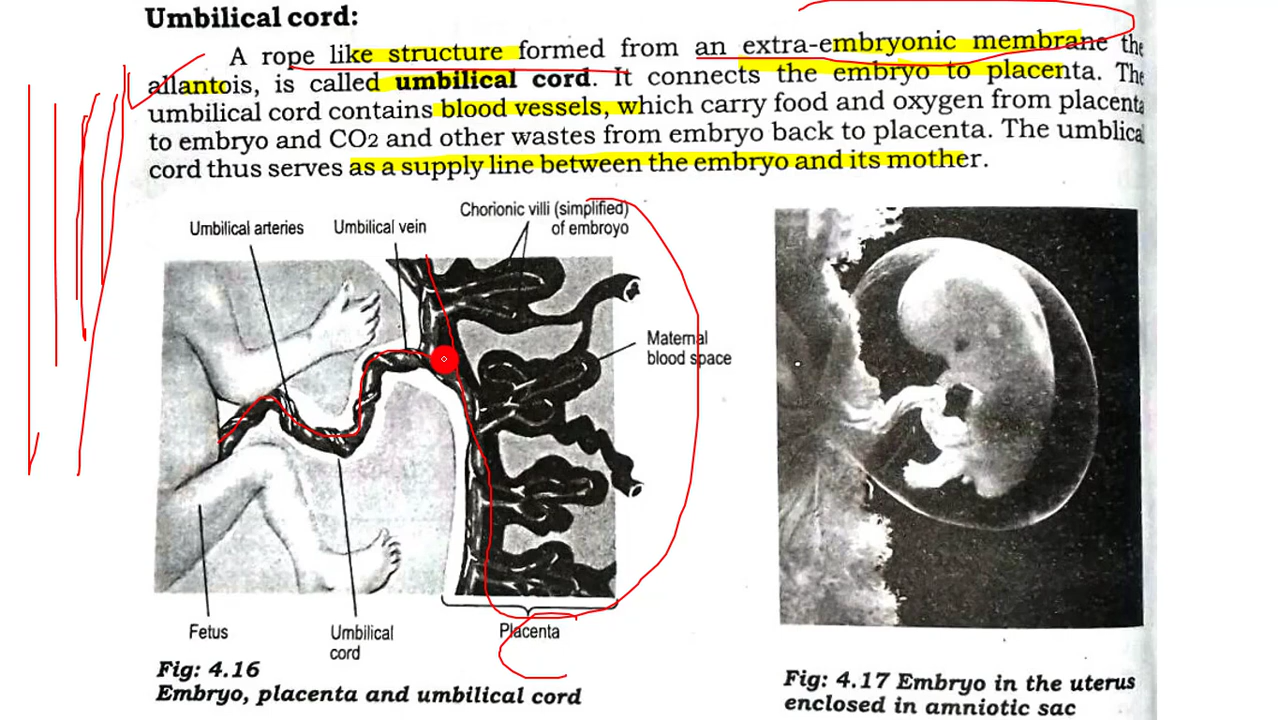 Umbilical cord:
A rope like structure formed from an extra-embryonic membrane the
allantois, is called umbilical cord. It connects the embryo to placenta. The
umbilical cord contains blood vessels, which carry food and oxygen from placenta
to embryo and CO2 and other wastes from embryo back to placenta. The umblical
cord thus serves as a supply line between the embryo and its mother.
Chorionic villi (simplified)
of embroyo
Umbilical arteries
Umbilical vein
Maternal
blood space
Fetus
Umbilical
cord
Placenta
Fig: 4.16
Embryo, placenta and umbilical cord
Fig: 4.17 Embryo in the uterus
enclosed in amniotic sac